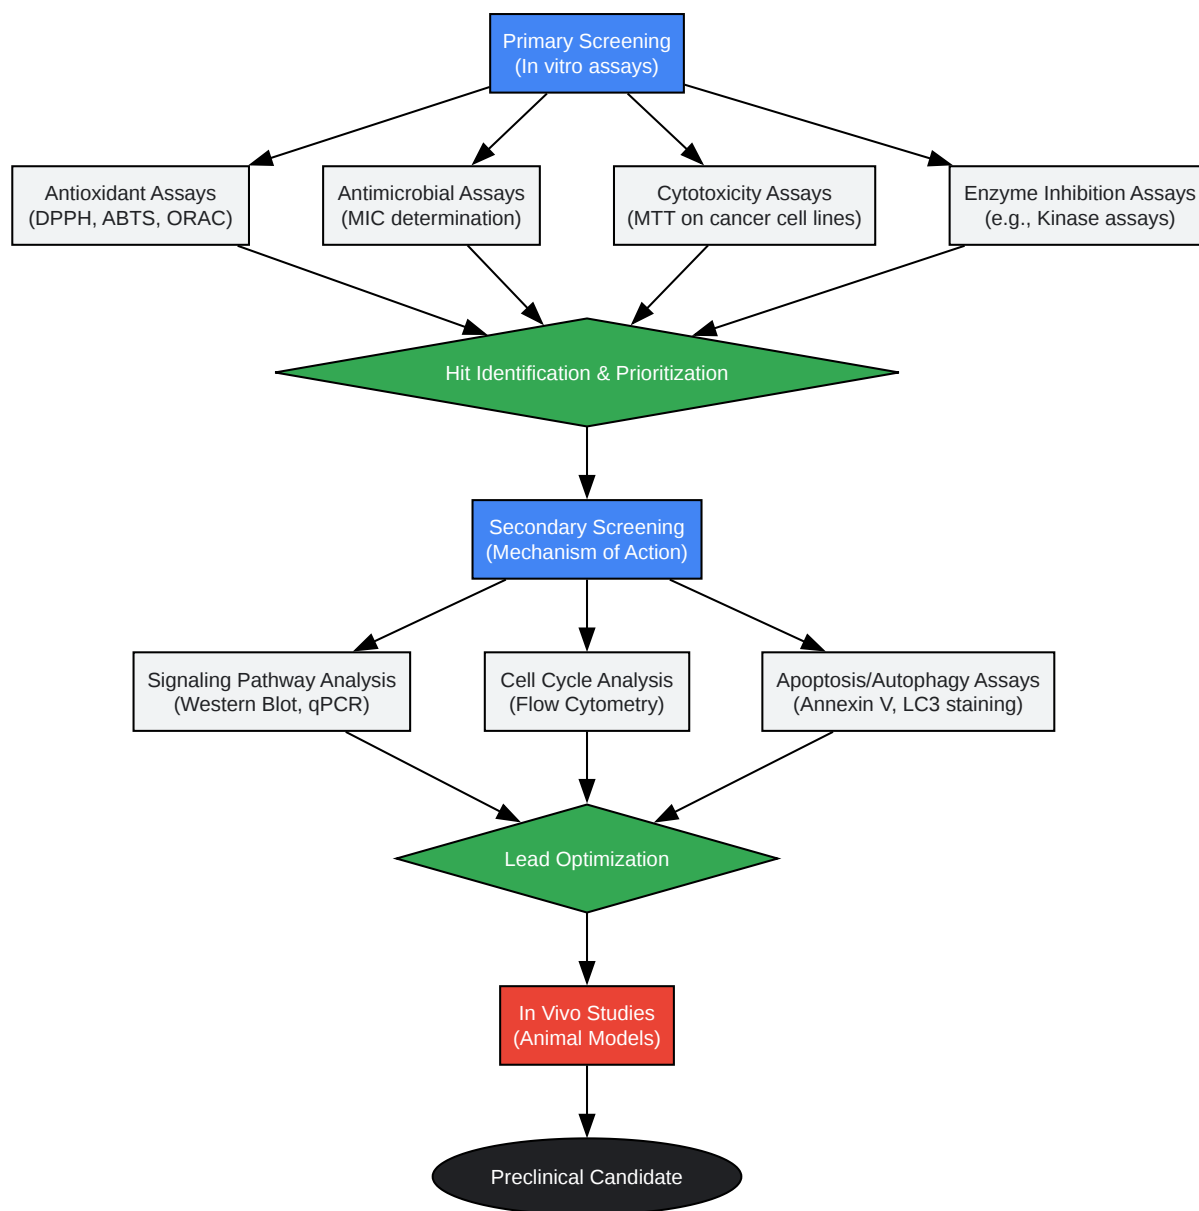 Primary Screening
(In vitro assays)
Antioxidant Assays
(DPPH, ABTS, ORAC)
Antimicrobial Assays
(MIC determination)
Cytotoxicity Assays
(MTT on cancer cell lines)
Enzyme Inhibition Assays
(e.g., Kinase assays)
Hit Identification & Prioritization
Secondary Screening
(Mechanism of Action)
Signaling Pathway Analysis
(Western Blot, qPCR)
Cell Cycle Analysis
(Flow Cytometry)
Apoptosis/Autophagy Assays
(Annexin V, LC3 staining)
Lead Optimization
In Vivo Studies
(Animal Models)
Preclinical Candidate